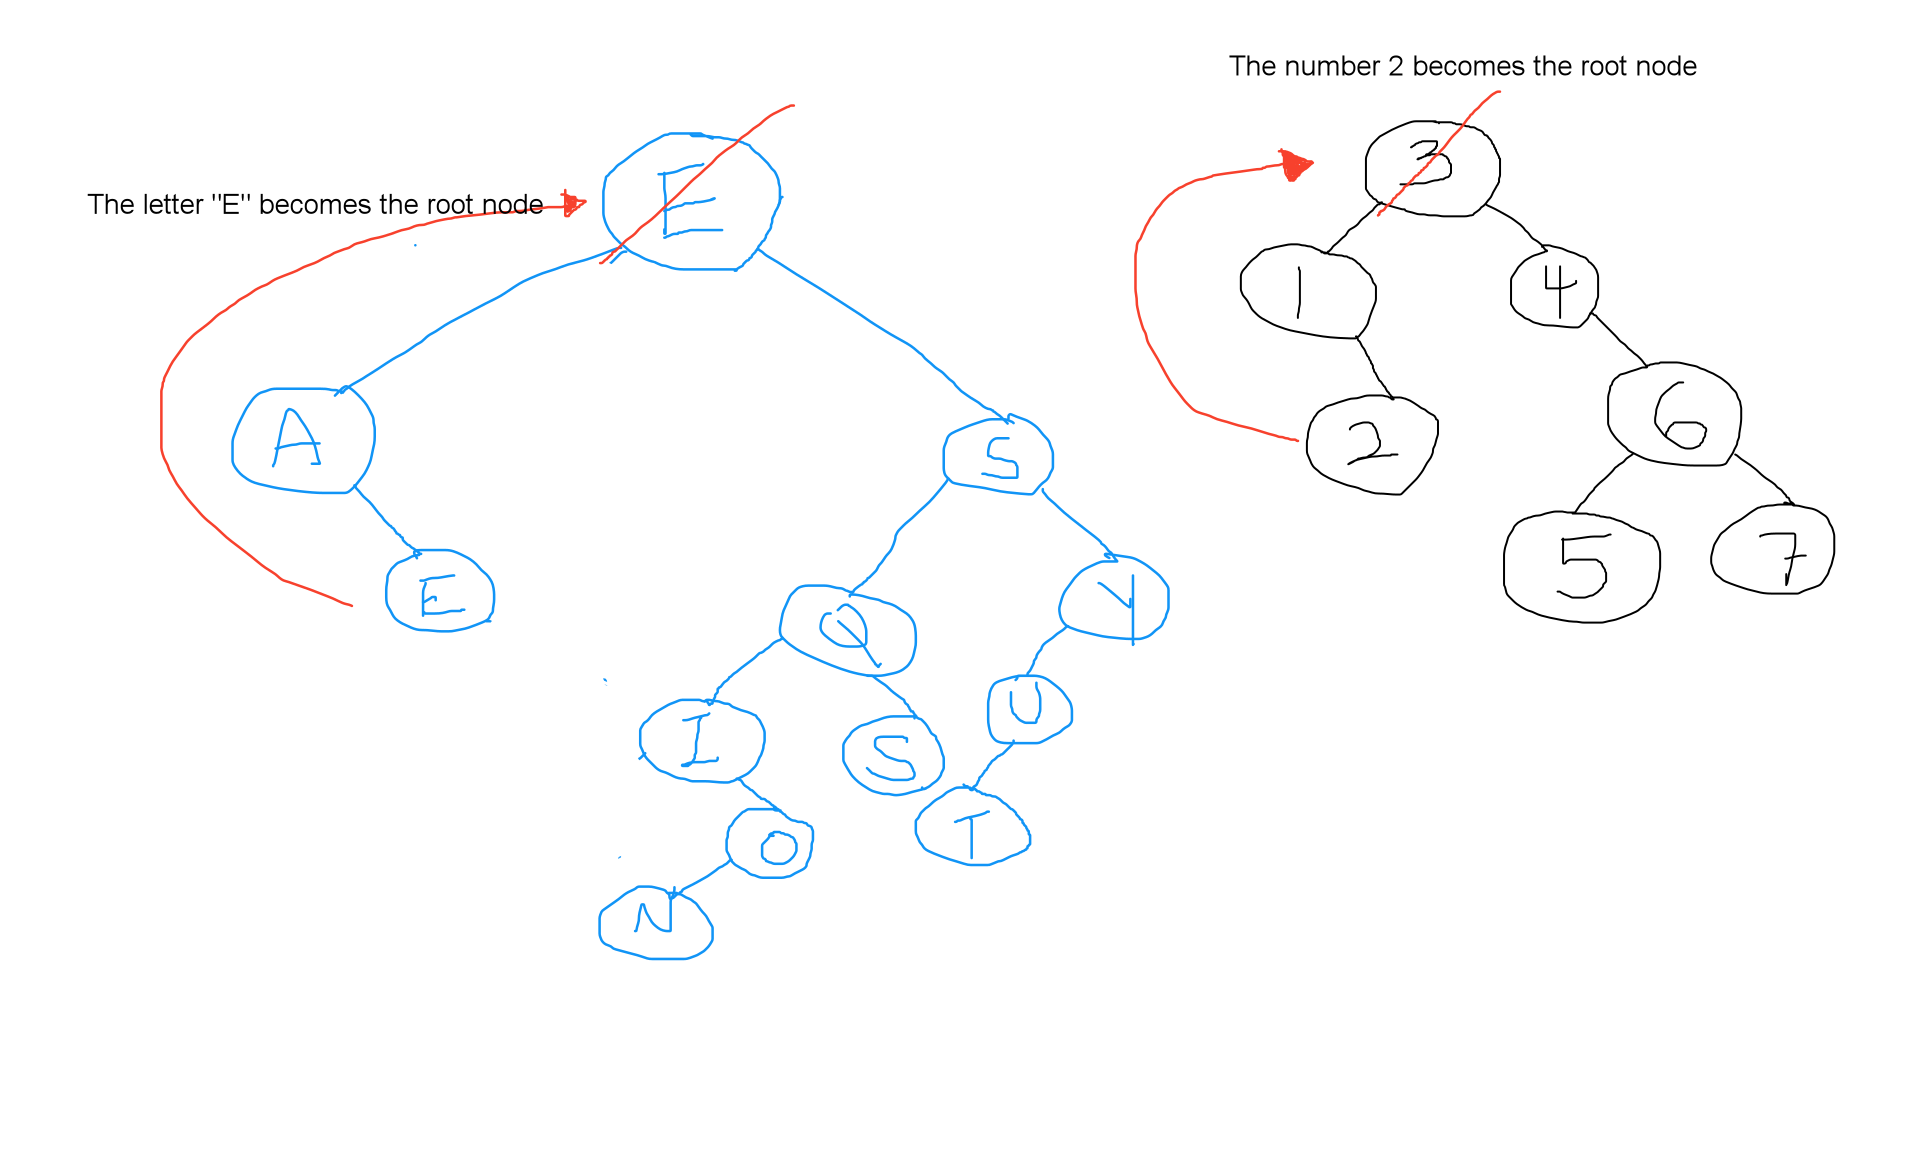 The number 2 becomes the root node
The letter "E" becomes the root node
E
3
1
4
A
S
2
6
E
Q
Y
5
7
I
S
U
O
T
N